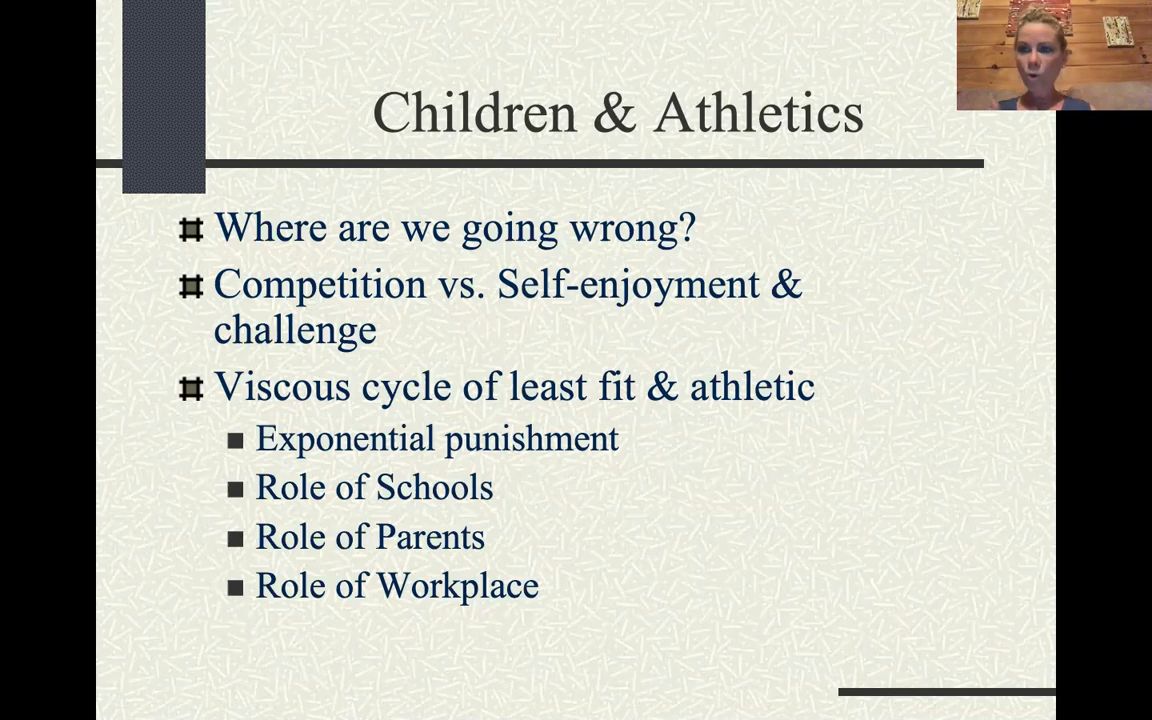 Children & Athletics
Where are we going wrong?
Competition vs. Self-enjoyment &
challenge
Viscous cycle of least fit & athletic
Exponential punishment
Role of Schools
Role of Parents
Role of Workplace